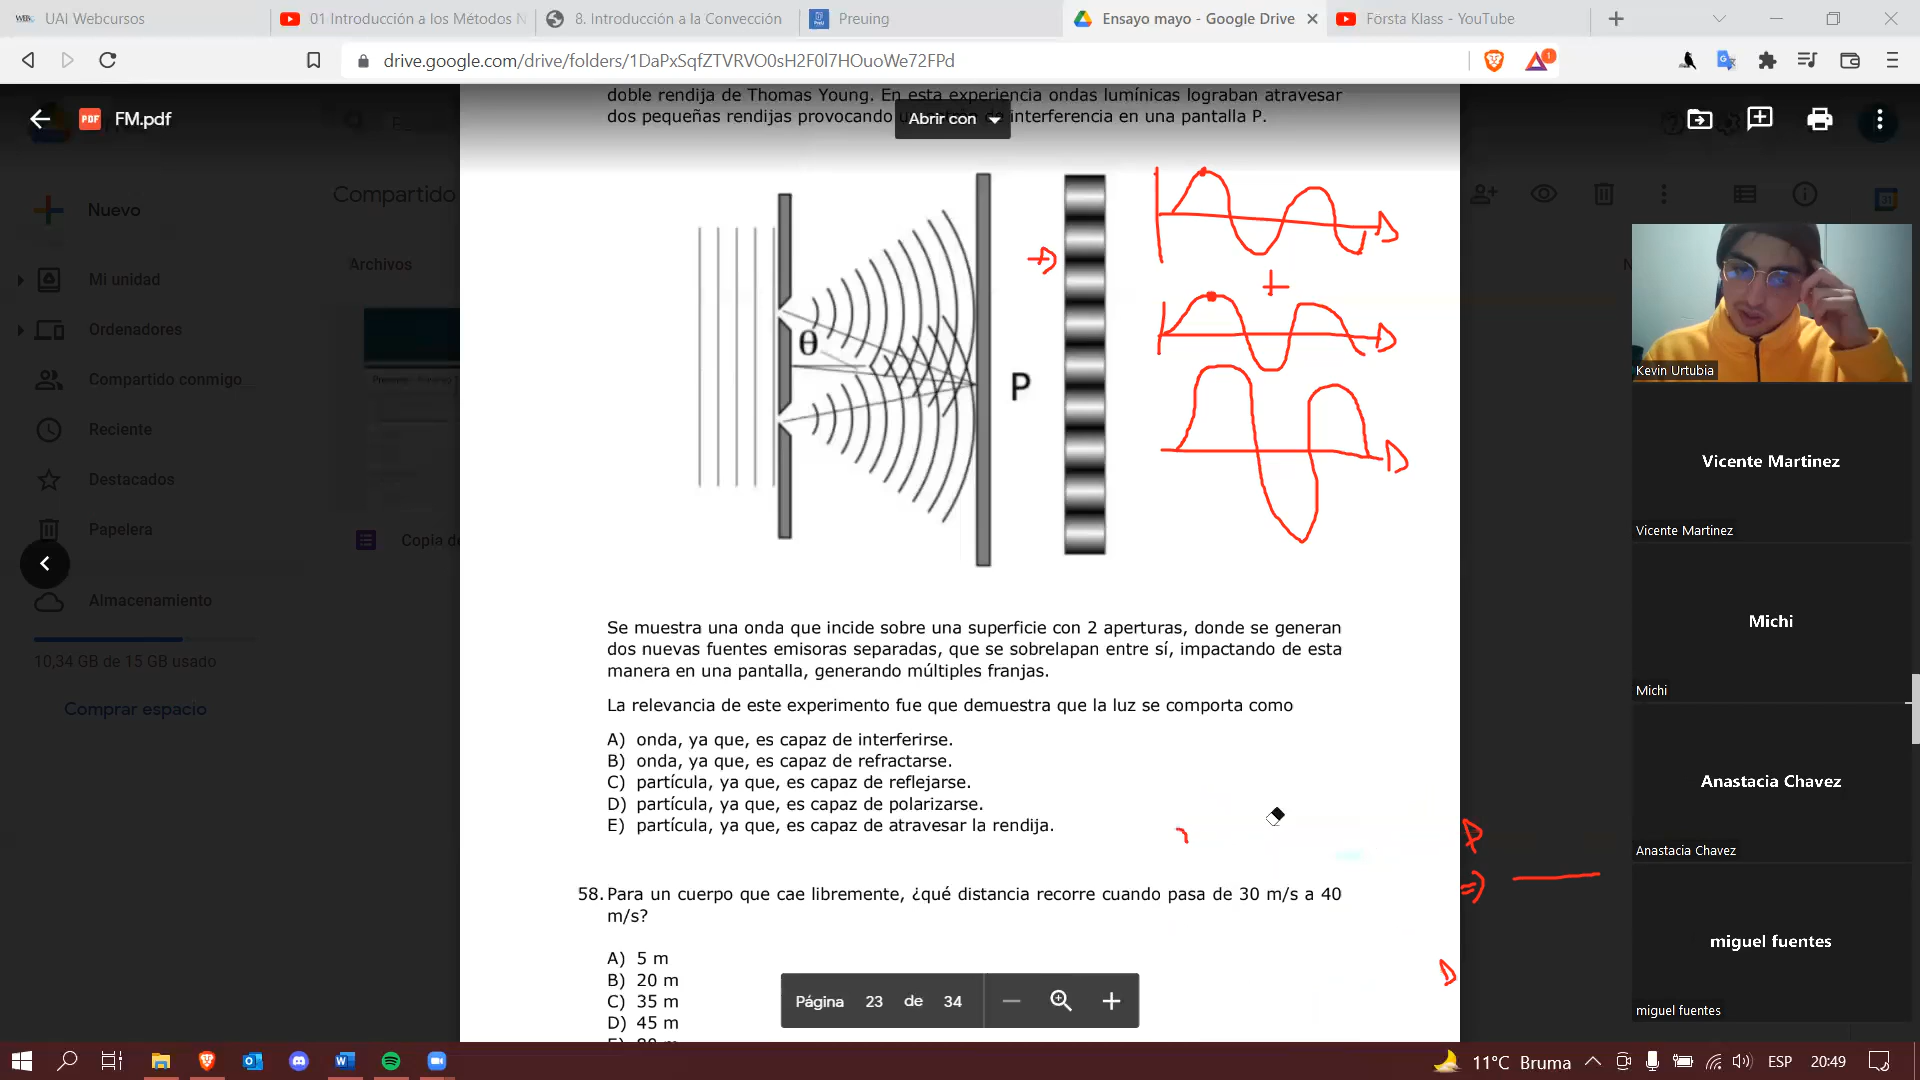 UAI Webcursos
01 Introducción a los Métodos N
8. Introducción a la Convección
Preuing
Ensayo mayo - Google Drive
Första Klass - YouTube
drive.google.com/drive/folders/1DaPxSqfZTVRVO0sH2F0l7HOuoWe72FPd
1
PDF
FM.pdf
Abrir con
doble rendija de Thomas Young. En esta experiencia ondas lumínicas lograban atravesar
dos pequeñas rendijas provocando interferencia en una pantalla P.
Nuevo
Compartido
Archivos
Mi unidad
Ordenadores
Compartido conmigo
Reciente
Destacados
Papelera
Copia de
Almacenamiento
10,34 GB de 15 GB usado
Comprar espacio
θ
P
+
Se muestra una onda que incide sobre una superficie con 2 aperturas, donde se generan
dos nuevas fuentes emisoras separadas, que se sobrelapan entre sí, impactando de esta
manera en una pantalla, generando múltiples franjas.
La relevancia de este experimento fue que demuestra que la luz se comporta como
A) onda, ya que, es capaz de interferirse.
B) onda, ya que, es capaz de refractarse.
C) partícula, ya que, es capaz de reflejarse.
D) partícula, ya que, es capaz de polarizarse.
E) partícula, ya que, es capaz de atravesar la rendija.
58. Para un cuerpo que cae libremente, ¿qué distancia recorre cuando pasa de 30 m/s a 40
m/s?
A) 5 m
B) 20 m
C) 35 m
D) 45 m
Página 23 de 34
Kevin Urtubia
Vicente Martinez
Vicente Martinez
Michi
Michi
Anastacia Chavez
Anastacia Chavez
miguel fuentes
miguel fuentes
11°C Bruma
ESP
20:49